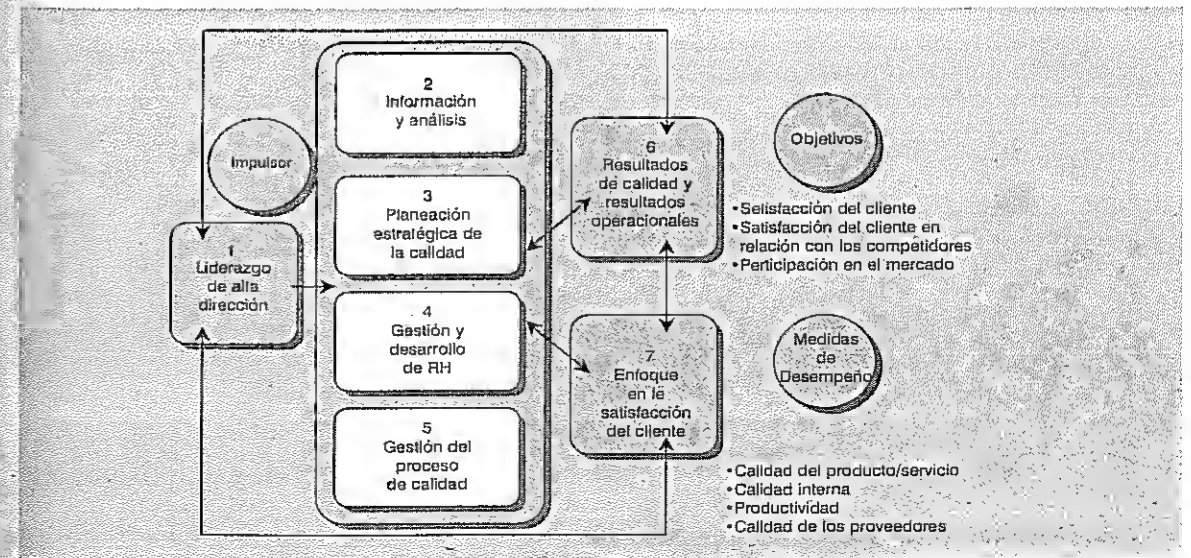 2
Información
y análisis
Impulsor
3
Planeación
estratégica de
la calidad
1
Liderazgo
de alta
dirección
4
Gestión y
desarrollo
de RH
5
Gestión del
proceso
de calidad
6
Resultados
de calidad y
resultados
operacionales
7
Enfoque
en le
satisfacción
del cliente
Objetivos
•Selisfacción del cliente
•Satisfacción del cliente en
relación con los competidores
•Perticipación en el mercado
Medidas
de
Desempeño
•Calidad del producto/servicio
•Calidad interna
•Productividad
•Calidad de los proveedores